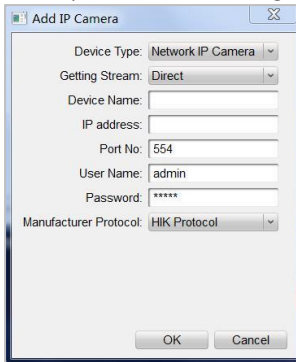 Add IP Camera
Device Type: Network IP Camera
Getting Stream: Direct
Device Name:
IP address:
Port No: 554
User Name: admin
Password: *****
Manufacturer Protocol: HIK Protocol
OK Cancel